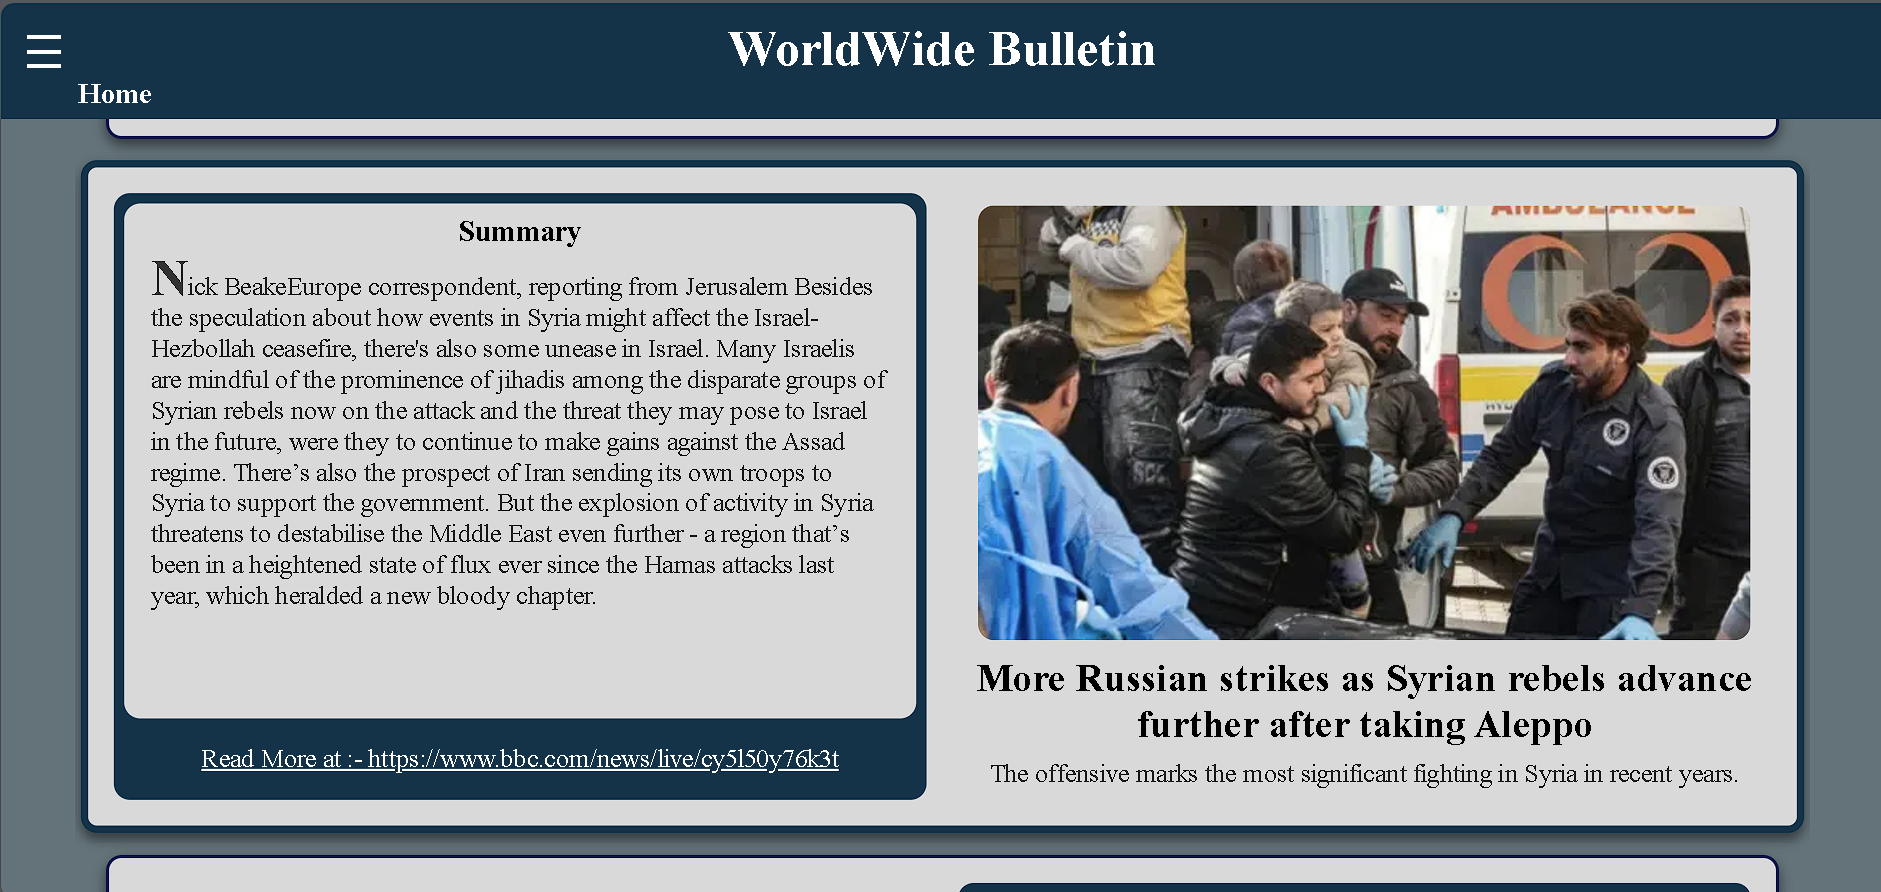 WorldWide Bulletin
Home
Summary
Nick BeakeEurope correspondent, reporting from Jerusalem Besides
the speculation about how events in Syria might affect the Israel-
Hezbollah ceasefire, there's also some unease in Israel. Many Israelis
are mindful of the prominence of jihadis among the disparate groups of
Syrian rebels now on the attack and the threat they may pose to Israel
in the future, were they to continue to make gains against the Assad
regime. There’s also the prospect of Iran sending its own troops to
Syria to support the government. But the explosion of activity in Syria
threatens to destabilise the Middle East even further - a region that’s
been in a heightened state of flux ever since the Hamas attacks last
year, which heralded a new bloody chapter.
Read More at :- https://www.bbc.com/news/live/cy5l50y76k3t
AMBULANCE
More Russian strikes as Syrian rebels advance
further after taking Aleppo
The offensive marks the most significant fighting in Syria in recent years.